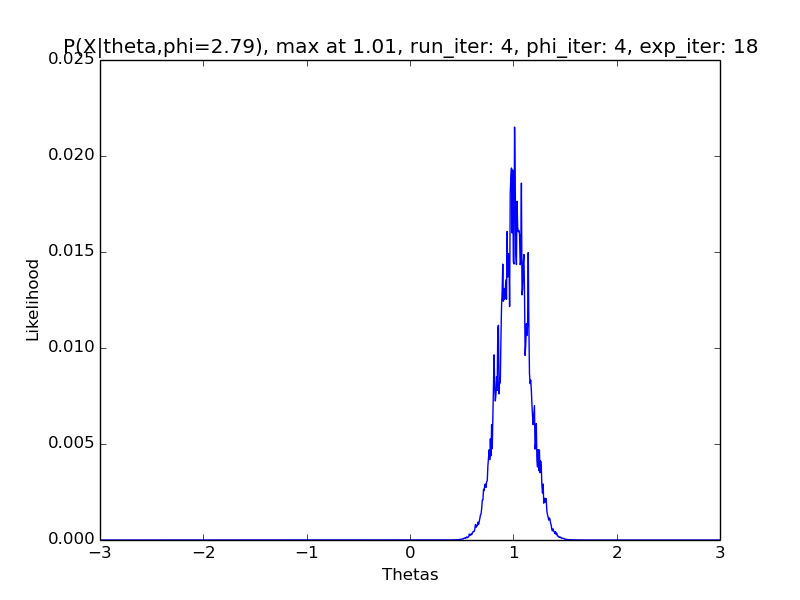 P(X|theta,phi=2.79), max at 1.01, run_iter: 4, phi_iter: 4, exp_iter: 18
0.025
0.020
0.015
0.010
0.005
0.000
Likelihood
−3 −2 −1 0 1 2 3
Thetas